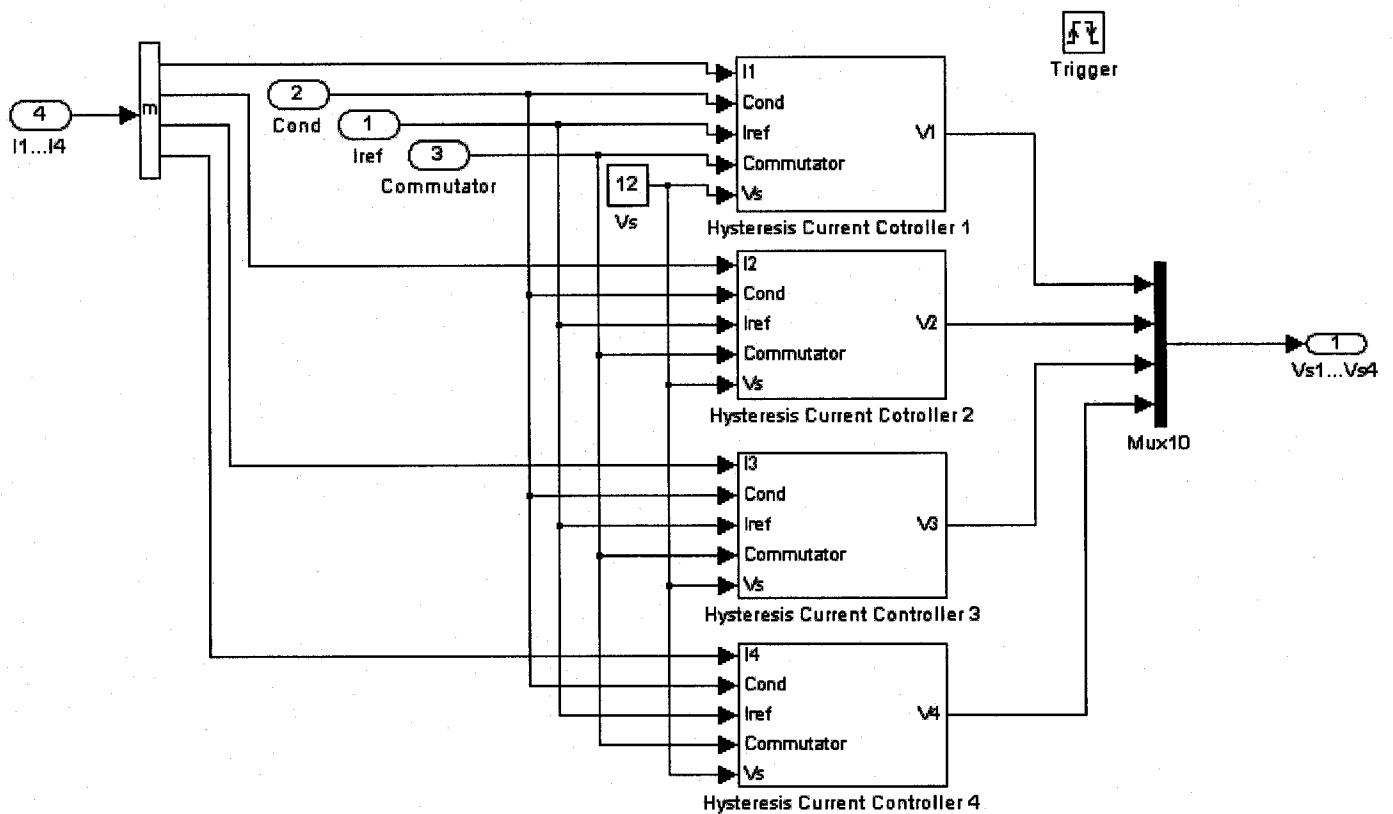 Trigger
4
I1...I4
m
2
Cond
1
Iref
3
Commutator
12
Vs
I1
Cond
Iref
Commutator
Vs
V1
Hysteresis Current Cotroller 1
I2
Cond
Iref
Commutator
Vs
V2
Hysteresis Current Cotroller 2
I3
Cond
Iref
Commutator
Vs
V3
Hysteresis Current Controller 3
I4
Cond
Iref
Commutator
Vs
V4
Hysteresis Current Controller 4
Mux10
1
Vs1...Vs4